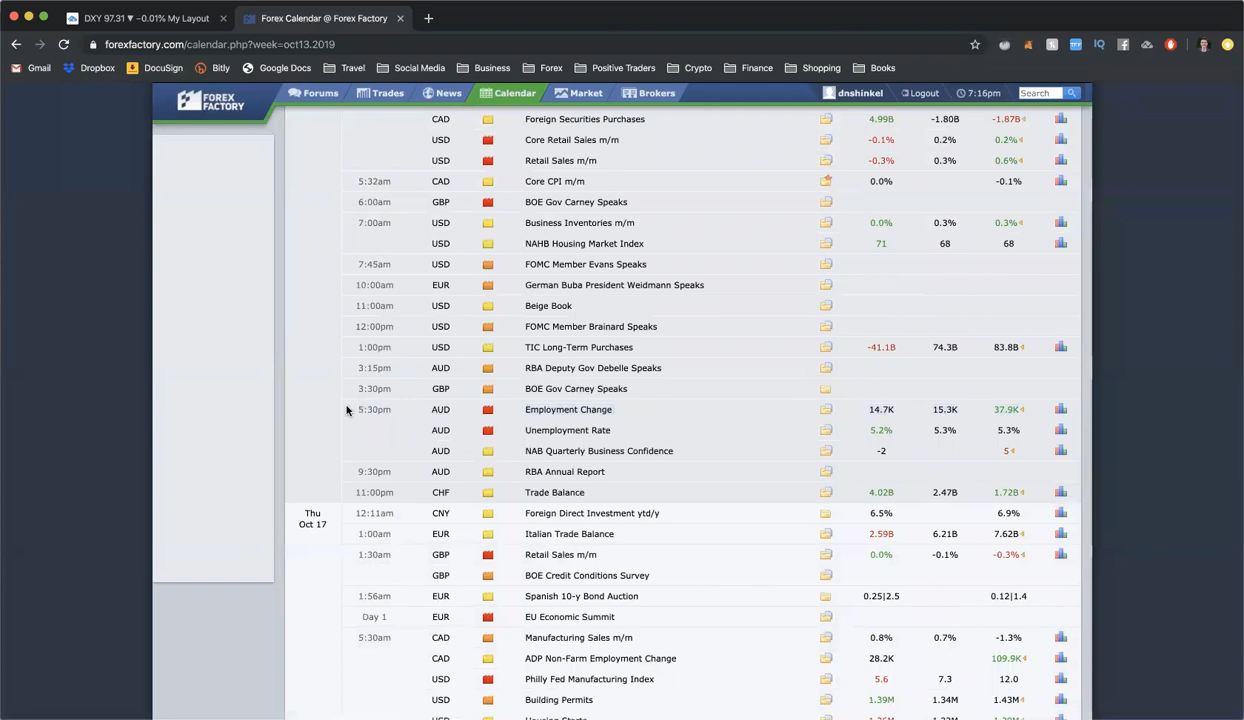 DXY 97.31 ▼ −0.01% My Layout
Forex Calendar @ Forex Factory
forexfactory.com/calendar.php?week=oct13.2019
Gmail Dropbox DocuSign Bitly Google Docs Travel Social Media Business Forex Positive Traders Crypto Finance Shopping Books
FOREX FACTORY Forums Trades News Calendar Market Brokers dnshinkel Logout 7:16pm Search
CAD Foreign Securities Purchases 4.99B -1.80B -1.87B
USD Core Retail Sales m/m -0.1% 0.2% 0.2%
USD Retail Sales m/m -0.3% 0.3% 0.6%
5:32am CAD Core CPI m/m 0.0% -0.1%
6:00am GBP BOE Gov Carney Speaks
7:00am USD Business Inventories m/m 0.0% 0.3% 0.3%
USD NAHB Housing Market Index 71 68 68
7:45am USD FOMC Member Evans Speaks
10:00am EUR German Buba President Weidmann Speaks
11:00am USD Beige Book
12:00pm USD FOMC Member Brainard Speaks
1:00pm USD TIC Long-Term Purchases -41.1B 74.3B 83.8B
3:15pm AUD RBA Deputy Gov Debelle Speaks
3:30pm GBP BOE Gov Carney Speaks
5:30pm AUD Employment Change 14.7K 15.3K 37.9K
AUD Unemployment Rate 5.2% 5.3% 5.3%
AUD NAB Quarterly Business Confidence -2 5
9:30pm AUD RBA Annual Report
11:00pm CHF Trade Balance 4.02B 2.47B 1.72B
Thu Oct 17 12:11am CNY Foreign Direct Investment ytd/y 6.5% 6.9%
1:00am EUR Italian Trade Balance 2.59B 6.21B 7.62B
1:30am GBP Retail Sales m/m 0.0% -0.1% -0.3%
GBP BOE Credit Conditions Survey
1:56am EUR Spanish 10-y Bond Auction 0.25|2.5 0.12|1.4
Day 1 EUR EU Economic Summit
5:30am CAD Manufacturing Sales m/m 0.8% 0.7% -1.3%
CAD ADP Non-Farm Employment Change 28.2K 109.9K
USD Philly Fed Manufacturing Index 5.6 7.3 12.0
USD Building Permits 1.39M 1.34M 1.43M